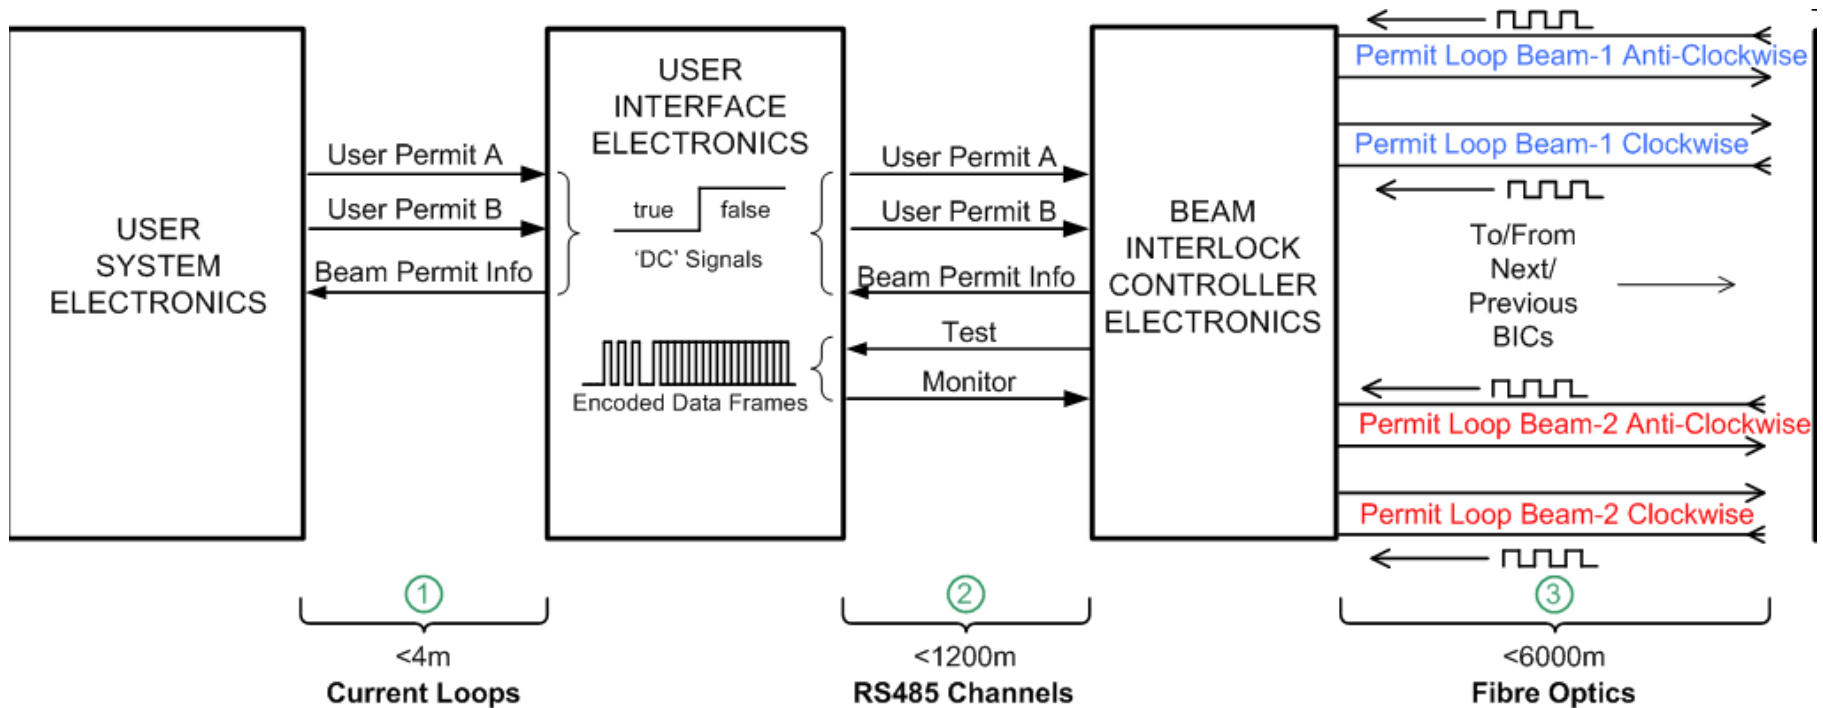 USER
SYSTEM
ELECTRONICS
User Permit A
User Permit B
Beam Permit Info
USER
INTERFACE
ELECTRONICS
true
false
‘DC’ Signals
Encoded Data Frames
User Permit A
User Permit B
Beam Permit Info
Test
Monitor
BEAM
INTERLOCK
CONTROLLER
ELECTRONICS
Permit Loop Beam-1 Anti-Clockwise
Permit Loop Beam-1 Clockwise
To/From
Next/
Previous
BICs
Permit Loop Beam-2 Anti-Clockwise
Permit Loop Beam-2 Clockwise
1
<4m
Current Loops
2
<1200m
RS485 Channels
3
<6000m
Fibre Optics